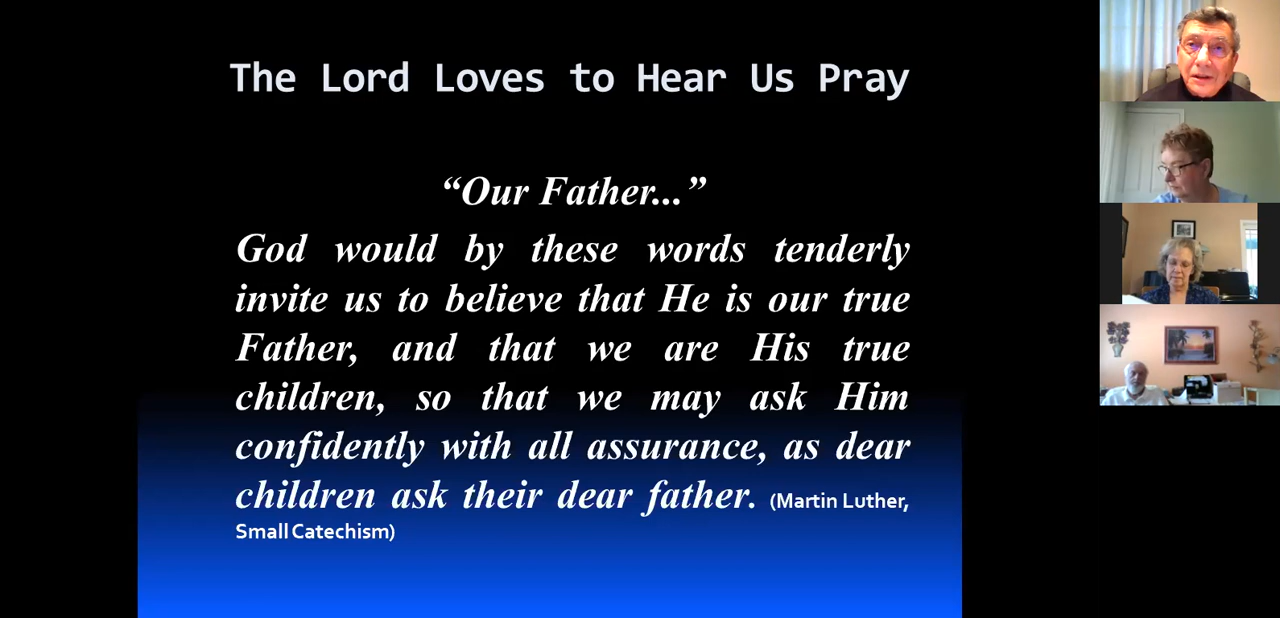 The Lord Loves to Hear Us Pray
“Our Father...”
God would by these words tenderly
invite us to believe that He is our true
Father, and that we are His true
children, so that we may ask Him
confidently with all assurance, as dear
children ask their dear father. (Martin Luther,
Small Catechism)